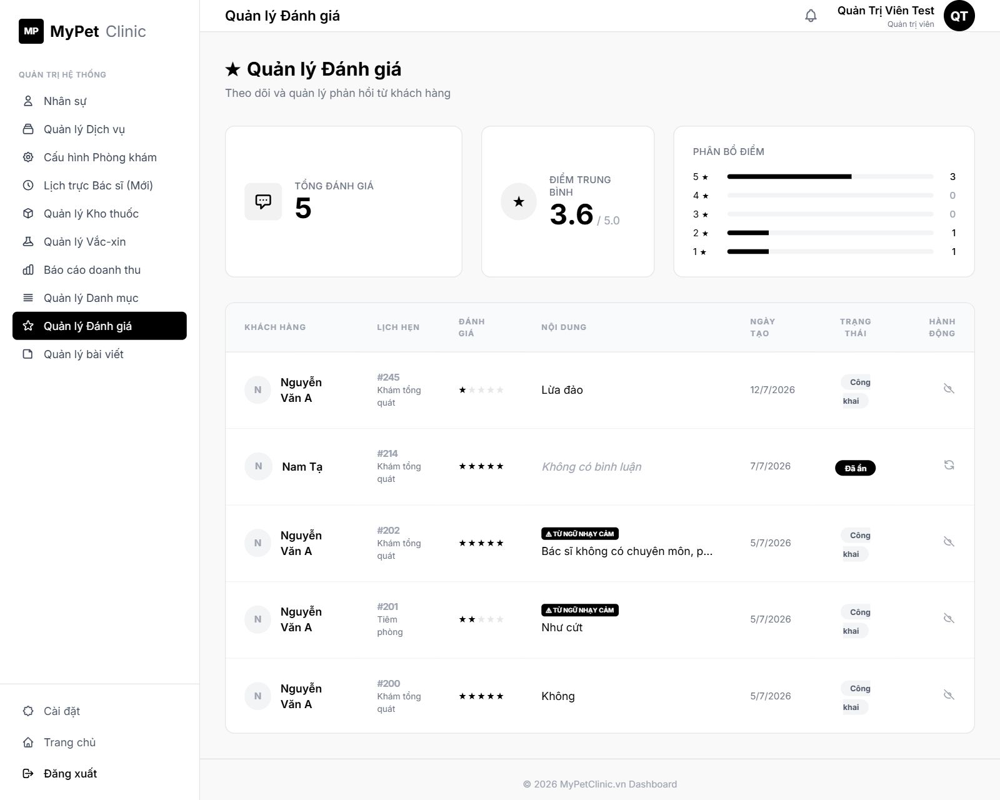 MP MyPet Clinic
QUẢN TRỊ HỆ THỐNG
Nhân sự
Quản lý Dịch vụ
Cấu hình Phòng khám
Lịch trực Bác sĩ (Mới)
Quản lý Kho thuốc
Quản lý Vắc-xin
Báo cáo doanh thu
Quản lý Danh mục
Quản lý Đánh giá
Quản lý bài viết
Cài đặt
Trang chủ
Đăng xuất
Quản lý Đánh giá
Quản Trị Viên Test
Quản trị viên
QT
★ Quản lý Đánh giá
Theo dõi và quản lý phản hồi từ khách hàng
TỔNG ĐÁNH GIÁ
5
ĐIỂM TRUNG
BÌNH
3.6 / 5.0
PHÂN BỔ ĐIỂM
5 ★ 3
4 ★ 0
3 ★ 0
2 ★ 1
1 ★ 1
KHÁCH HÀNG
LỊCH HẸN
ĐÁNH
GIÁ
NỘI DUNG
NGÀY
TẠO
TRẠNG
THÁI
HÀNH
ĐỘNG
N
Nguyễn
Văn A
#245
Khám tổng
quát
★★★★★
Lừa đảo
12/7/2026
Công
khai
N
Nam Tạ
#214
Khám tổng
quát
★★★★★
Không có bình luận
7/7/2026
Đã ẩn
N
Nguyễn
Văn A
#202
Khám tổng
quát
★★★★★
⚠ TỪ NGỮ NHẠY CẢM
Bác sĩ không có chuyên môn, p...
5/7/2026
Công
khai
N
Nguyễn
Văn A
#201
Tiêm
phòng
★★★★★
⚠ TỪ NGỮ NHẠY CẢM
Như cứt
5/7/2026
Công
khai
N
Nguyễn
Văn A
#200
Khám tổng
quát
★★★★★
Không
5/7/2026
Công
khai
© 2026 MyPetClinic.vn Dashboard